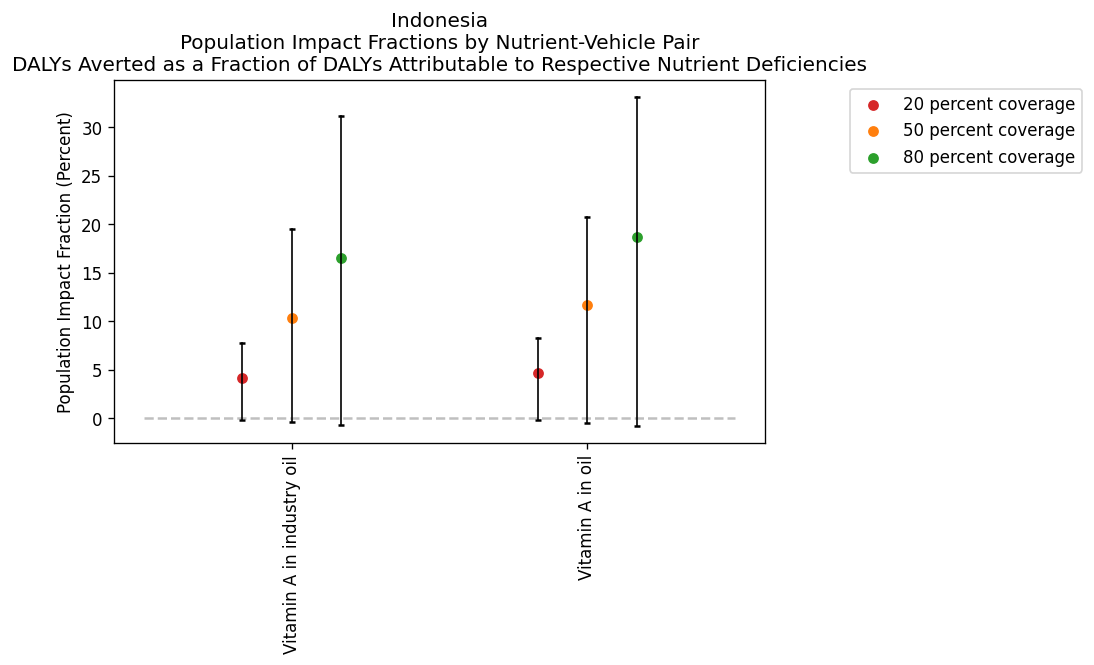 Indonesia
Population Impact Fractions by Nutrient-Vehicle Pair
DALYs Averted as a Fraction of DALYs Attributable to Respective Nutrient Deficiencies
20 percent coverage
50 percent coverage
80 percent coverage
Population Impact Fraction (Percent)
30
25
20
15
10
5
0
Vitamin A in industry oil
Vitamin A in oil